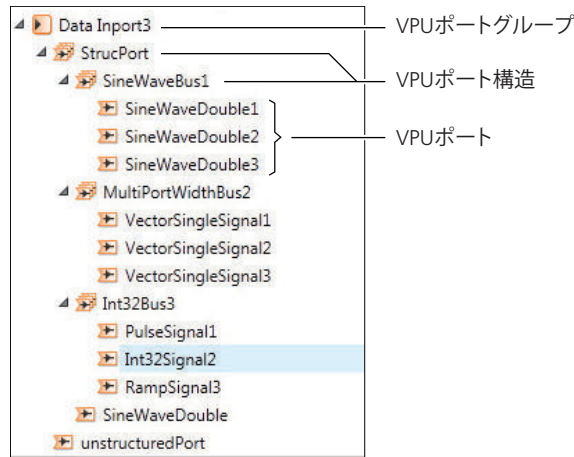 Data Inport3
VPUポートグループ
StrucPort
SineWaveBus1
VPUポート構造
SineWaveDouble1
SineWaveDouble2
VPUポート
SineWaveDouble3
MultiPortWidthBus2
VectorSingleSignal1
VectorSingleSignal2
VectorSingleSignal3
Int32Bus3
PulseSignal1
Int32Signal2
RampSignal3
SineWaveDouble
unstructuredPort